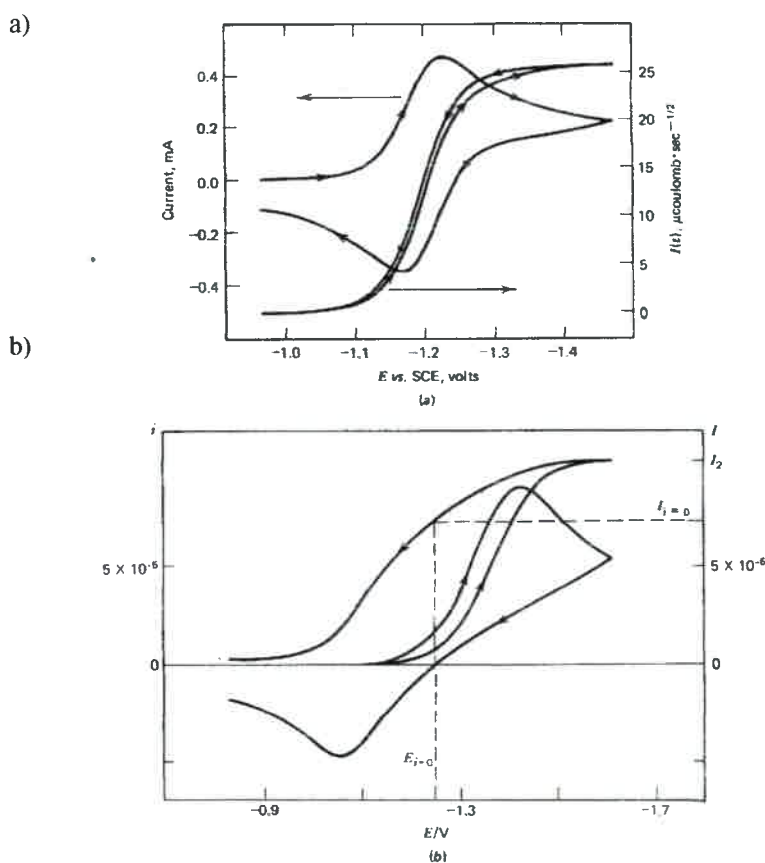 a)
0.4
0.2
0.0
-0.2
-0.4
Current, mA
25
20
15
10
5
0
I(t), μcoulomb·sec⁻¹/²
-1.0 -1.1 -1.2 -1.3 -1.4
E vs. SCE, volts
(a)
b)
i
I
I₂
Iᵢ₌₀
5 × 10⁻⁶
5 × 10⁻⁶
0
0
Eᵢ₌₀
-0.9 -1.3 -1.7
E/V
(b)